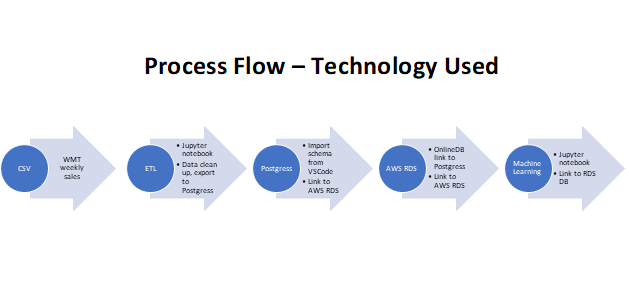 Process Flow – Technology Used
CSV
WMT
weekly
sales
ETL
• Jupyter
notebook
• Data clean
up, export
to
Postgress
Postgress
• Import
schema
from
VSCode
• Link to
AWS RDS
AWS RDS
• OnlineDB
link to
Postgress
• Link to
AWS RDS
Machine
Learning
• Jupyter
notebook
• Link to RDS
DB